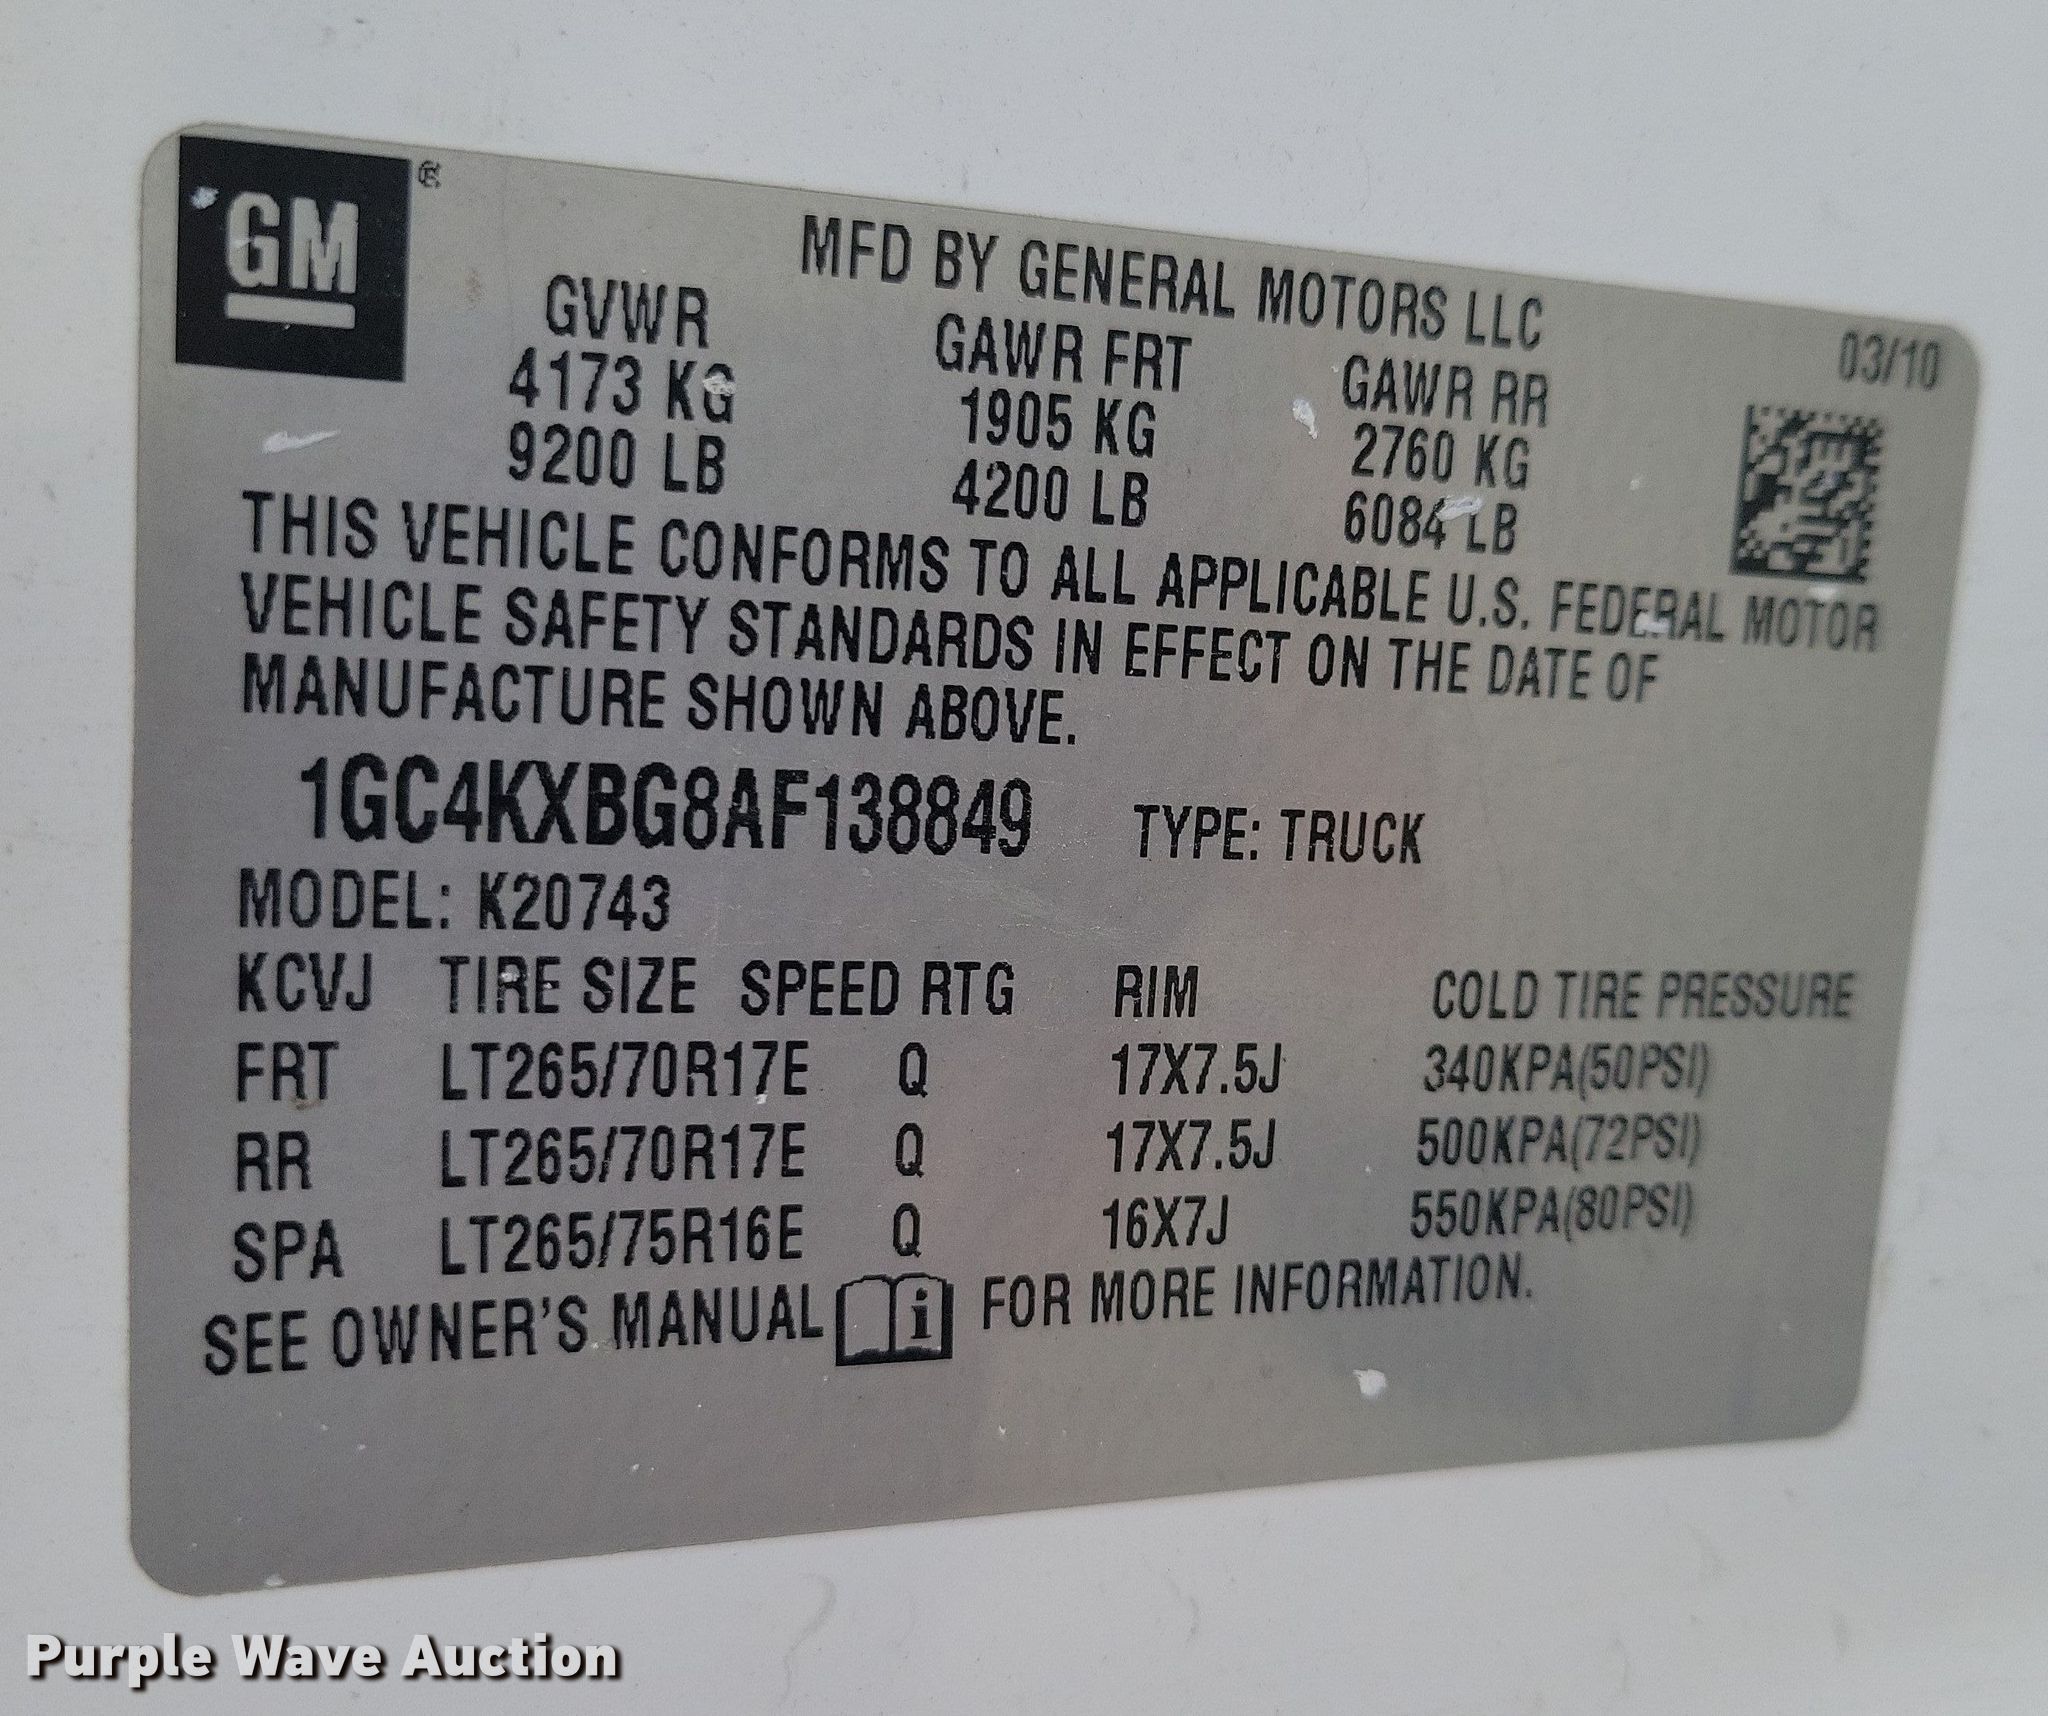 GM ®
MFD BY GENERAL MOTORS LLC
03/10
GVWR GAWR FRT GAWR RR
4173 KG 1905 KG 2760 KG
9200 LB 4200 LB 6084 LB
THIS VEHICLE CONFORMS TO ALL APPLICABLE U.S. FEDERAL MOTOR
VEHICLE SAFETY STANDARDS IN EFFECT ON THE DATE OF
MANUFACTURE SHOWN ABOVE.
1GC4KXBG8AF138849 TYPE: TRUCK
MODEL: K20743
KCVJ TIRE SIZE SPEED RTG RIM COLD TIRE PRESSURE
FRT LT265/70R17E Q 17X7.5J 340KPA(50PSI)
RR LT265/70R17E Q 17X7.5J 500KPA(72PSI)
SPA LT265/75R16E Q 16X7J 550KPA(80PSI)
SEE OWNER'S MANUAL i FOR MORE INFORMATION.
Purple Wave Auction